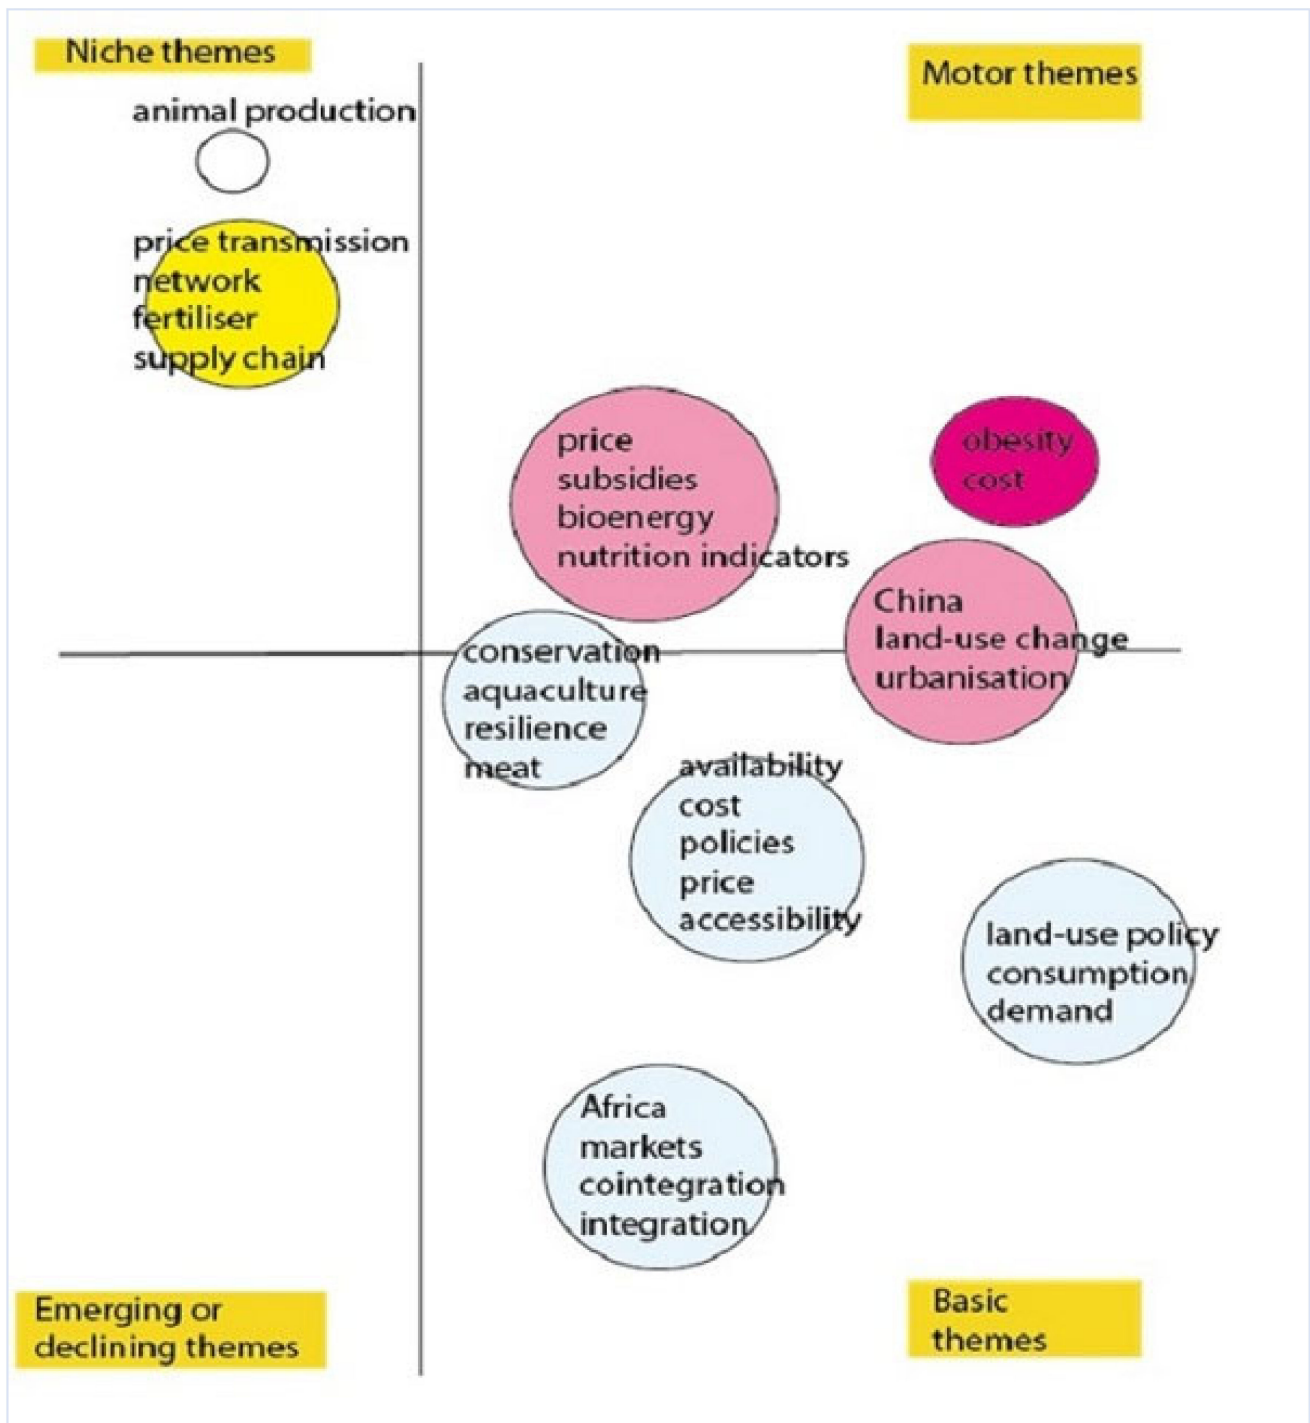 Niche themes
Motor themes
animal production
price transmission
network
fertiliser
supply chain
price
subsidies
bioenergy
nutrition indicators
obesity
cost
China
land-use change
urbanisation
conservation
aquaculture
resilience
meat
availability
cost
policies
price
accessibility
land-use policy
consumption
demand
Africa
markets
cointegration
integration
Emerging or
declining themes
Basic
themes